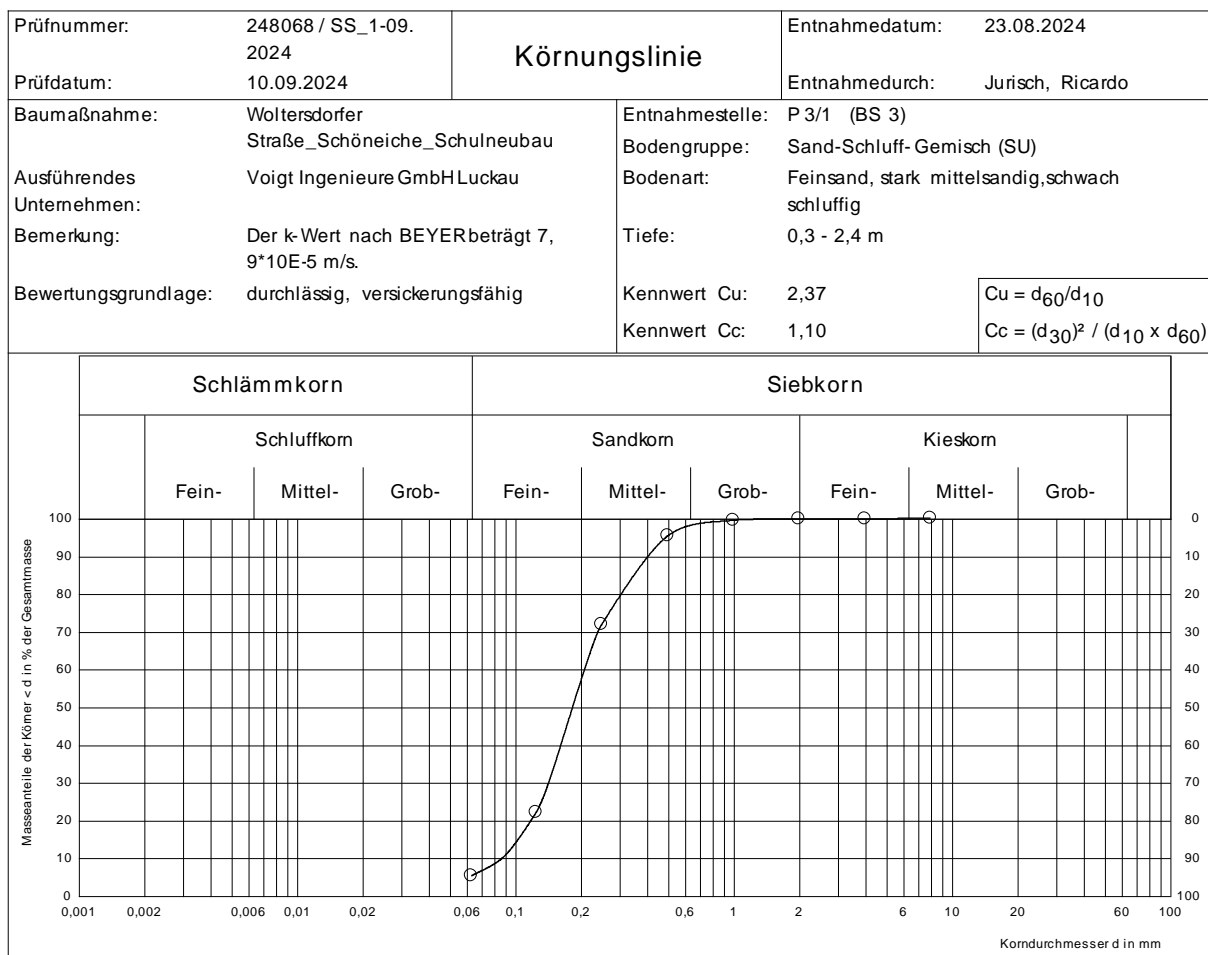 Prüfnummer: 248068 / SS_1-09.
2024
Prüfdatum: 10.09.2024
Körnungslinie
Entnahmedatum: 23.08.2024
Entnahmedurch: Jurisch, Ricardo
Baumaßnahme: Woltersdorfer
Straße_Schöneiche_Schulneubau
Ausführendes Voigt Ingenieure GmbH Luckau
Unternehmen:
Bemerkung: Der k-Wert nach BEYER beträgt 7,
9*10E-5 m/s.
Bewertungsgrundlage: durchlässig, versickerungsfähig
Entnahmestelle: P 3/1 (BS 3)
Bodengruppe: Sand-Schluff-Gemisch (SU)
Bodenart: Feinsand, stark mittelsandig,schwach
schluffig
Tiefe: 0,3 - 2,4 m
Kennwert Cu: 2,37
Kennwert Cc: 1,10
Cu = d60/d10
Cc = (d30)² / (d10 x d60)
Schlämmkorn Siebkorn
Schluffkorn Sandkorn Kieskorn
Fein- Mittel- Grob- Fein- Mittel- Grob- Fein- Mittel- Grob-
Masseanteile der Körner < d in % der Gesamtmasse
100 0
90 10
80 20
70 30
60 40
50 50
40 60
30 70
20 80
10 90
0 100
0,001 0,002 0,006 0,01 0,02 0,06 0,1 0,2 0,6 1 2 6 10 20 60 100
Korndurchmesser d in mm